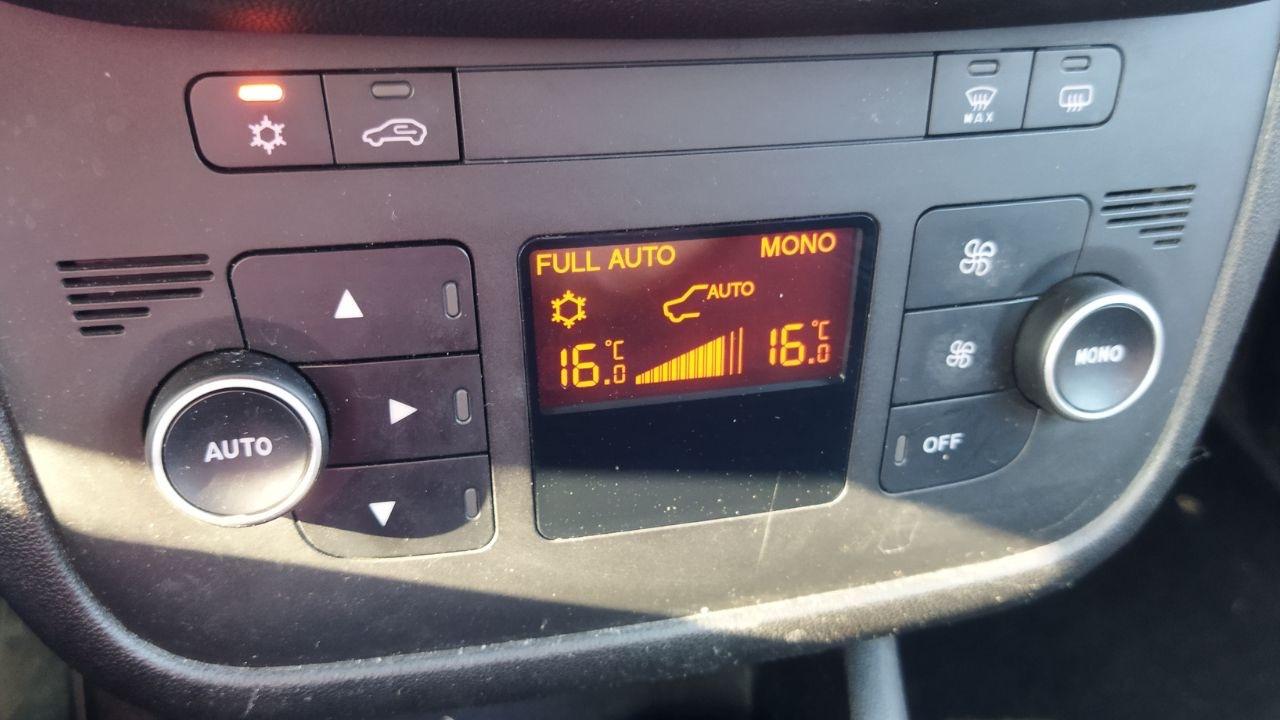 MAX
FULL AUTO MONO
AUTO
16.0 °C 16.0 °C
AUTO
MONO
OFF